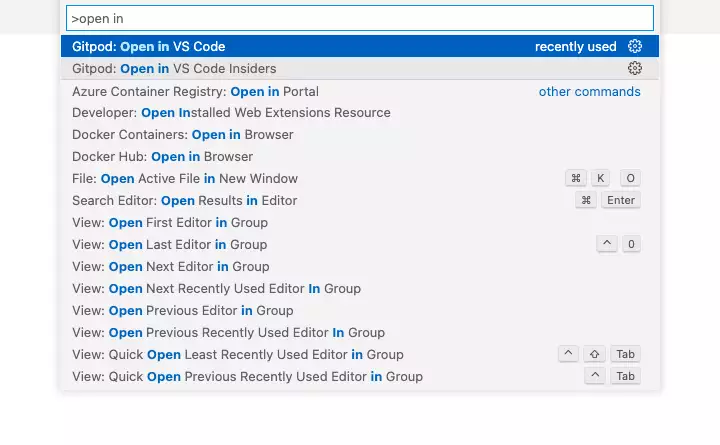 >open in
Gitpod: Open in VS Code recently used
Gitpod: Open in VS Code Insiders
Azure Container Registry: Open in Portal other commands
Developer: Open Installed Web Extensions Resource
Docker Containers: Open in Browser
Docker Hub: Open in Browser
File: Open Active File in New Window ⌘ K O
Search Editor: Open Results in Editor ⌘ Enter
View: Open First Editor in Group
View: Open Last Editor in Group ^ 0
View: Open Next Editor in Group
View: Open Next Recently Used Editor In Group
View: Open Previous Editor in Group
View: Open Previous Recently Used Editor In Group
View: Quick Open Least Recently Used Editor in Group ^ ⇧ Tab
View: Quick Open Previous Recently Used Editor in Group ^ Tab